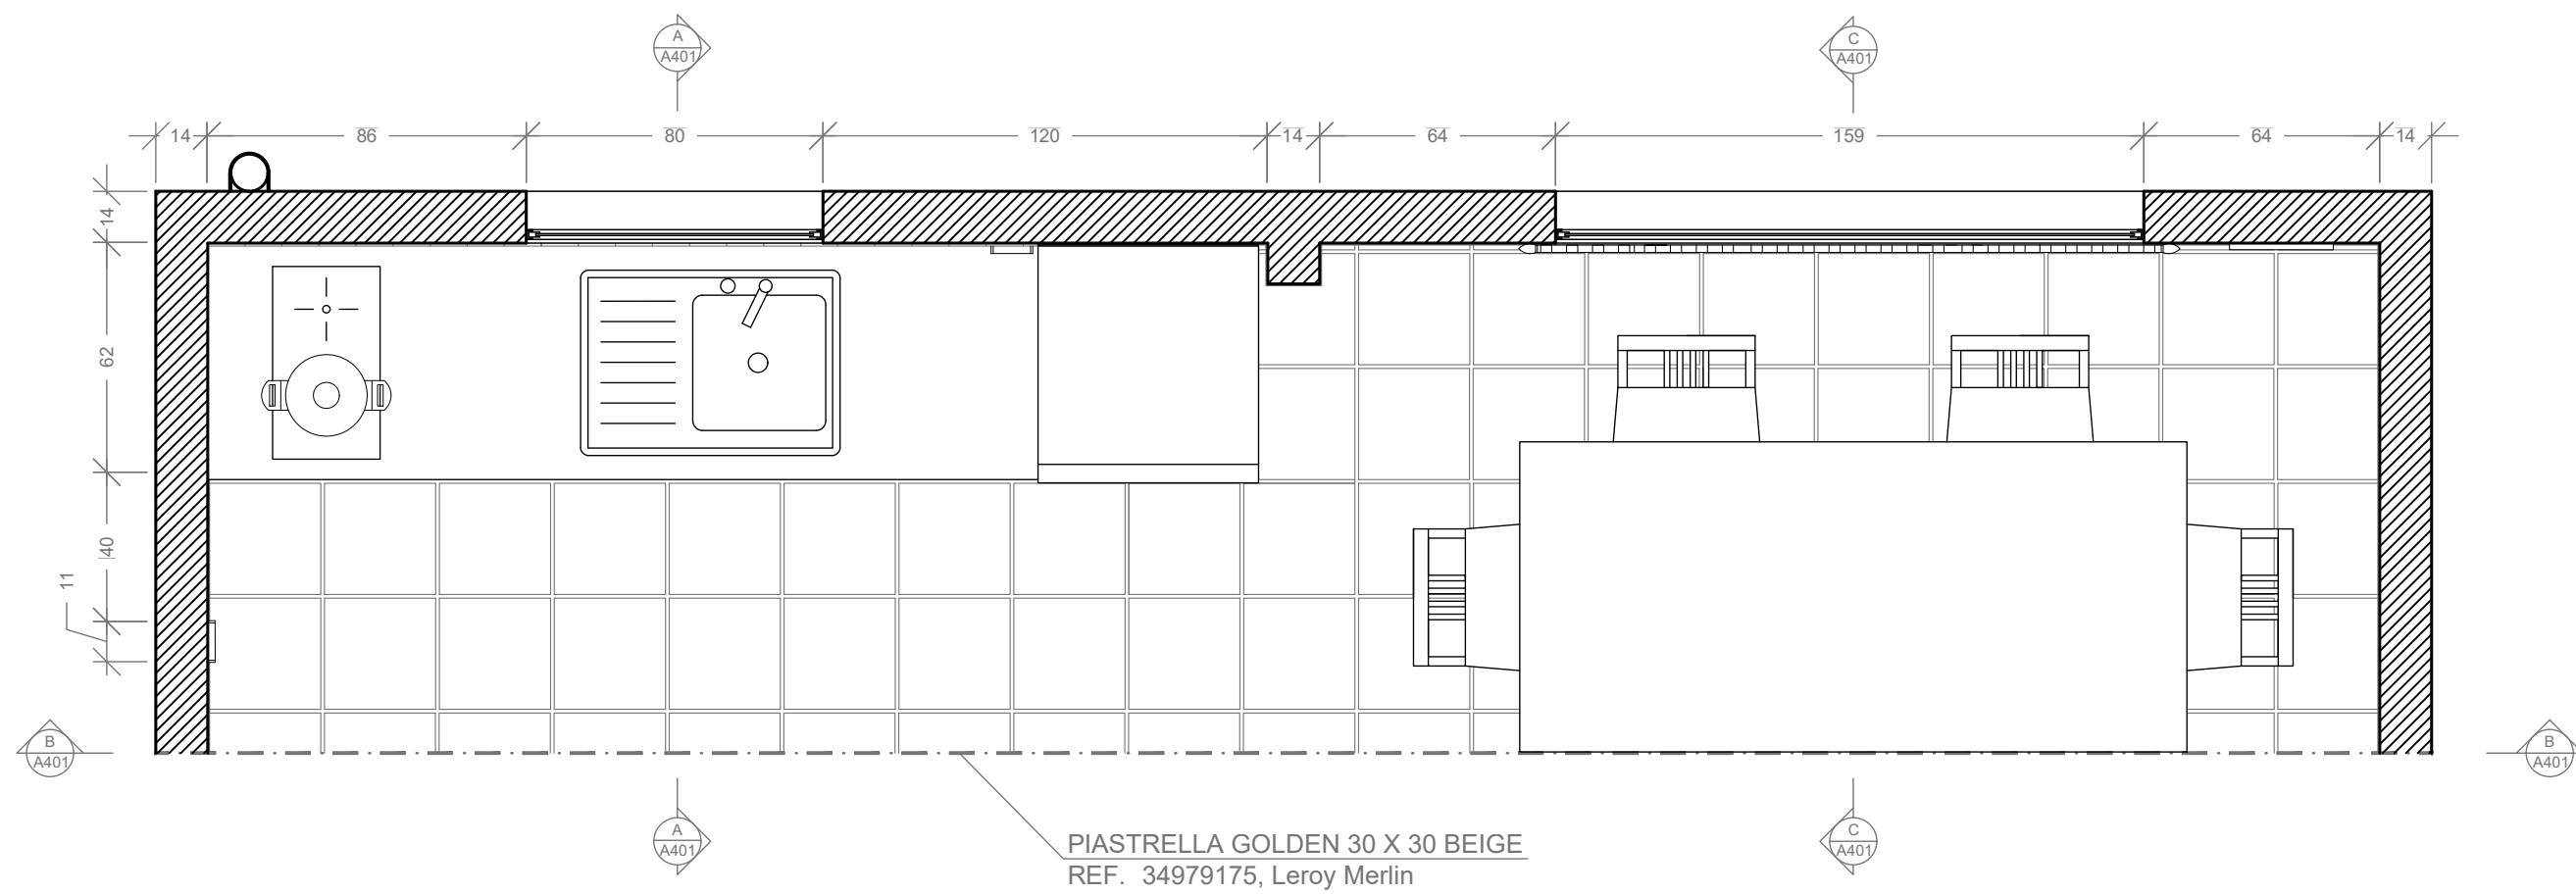 A
A401
C
A401
14
86
80
120
14
64
159
64
14
14
62
40
11
B
A401
B
A401
A
A401
C
A401
PIASTRELLA GOLDEN 30 X 30 BEIGE
REF. 34979175, Leroy Merlin